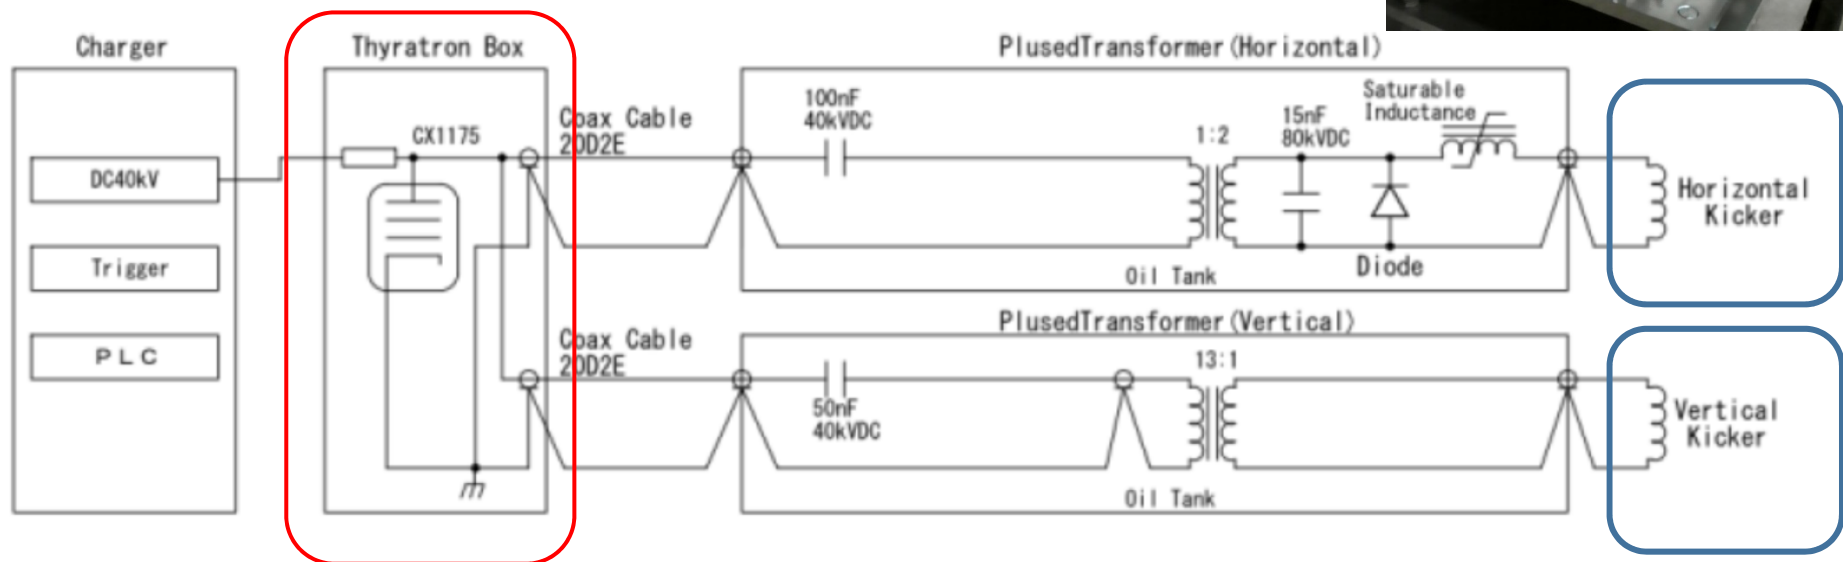 Charger
DC40kV
Trigger
PLC
Thyratron Box
CX1175
Coax Cable
20D2E
Coax Cable
20D2E
PlusedTransformer(Horizontal)
100nF
40kVDC
1:2
15nF
80kVDC
Saturable
Inductance
Diode
Oil Tank
Horizontal
Kicker
PlusedTransformer(Vertical)
50nF
40kVDC
13:1
Oil Tank
Vertical
Kicker